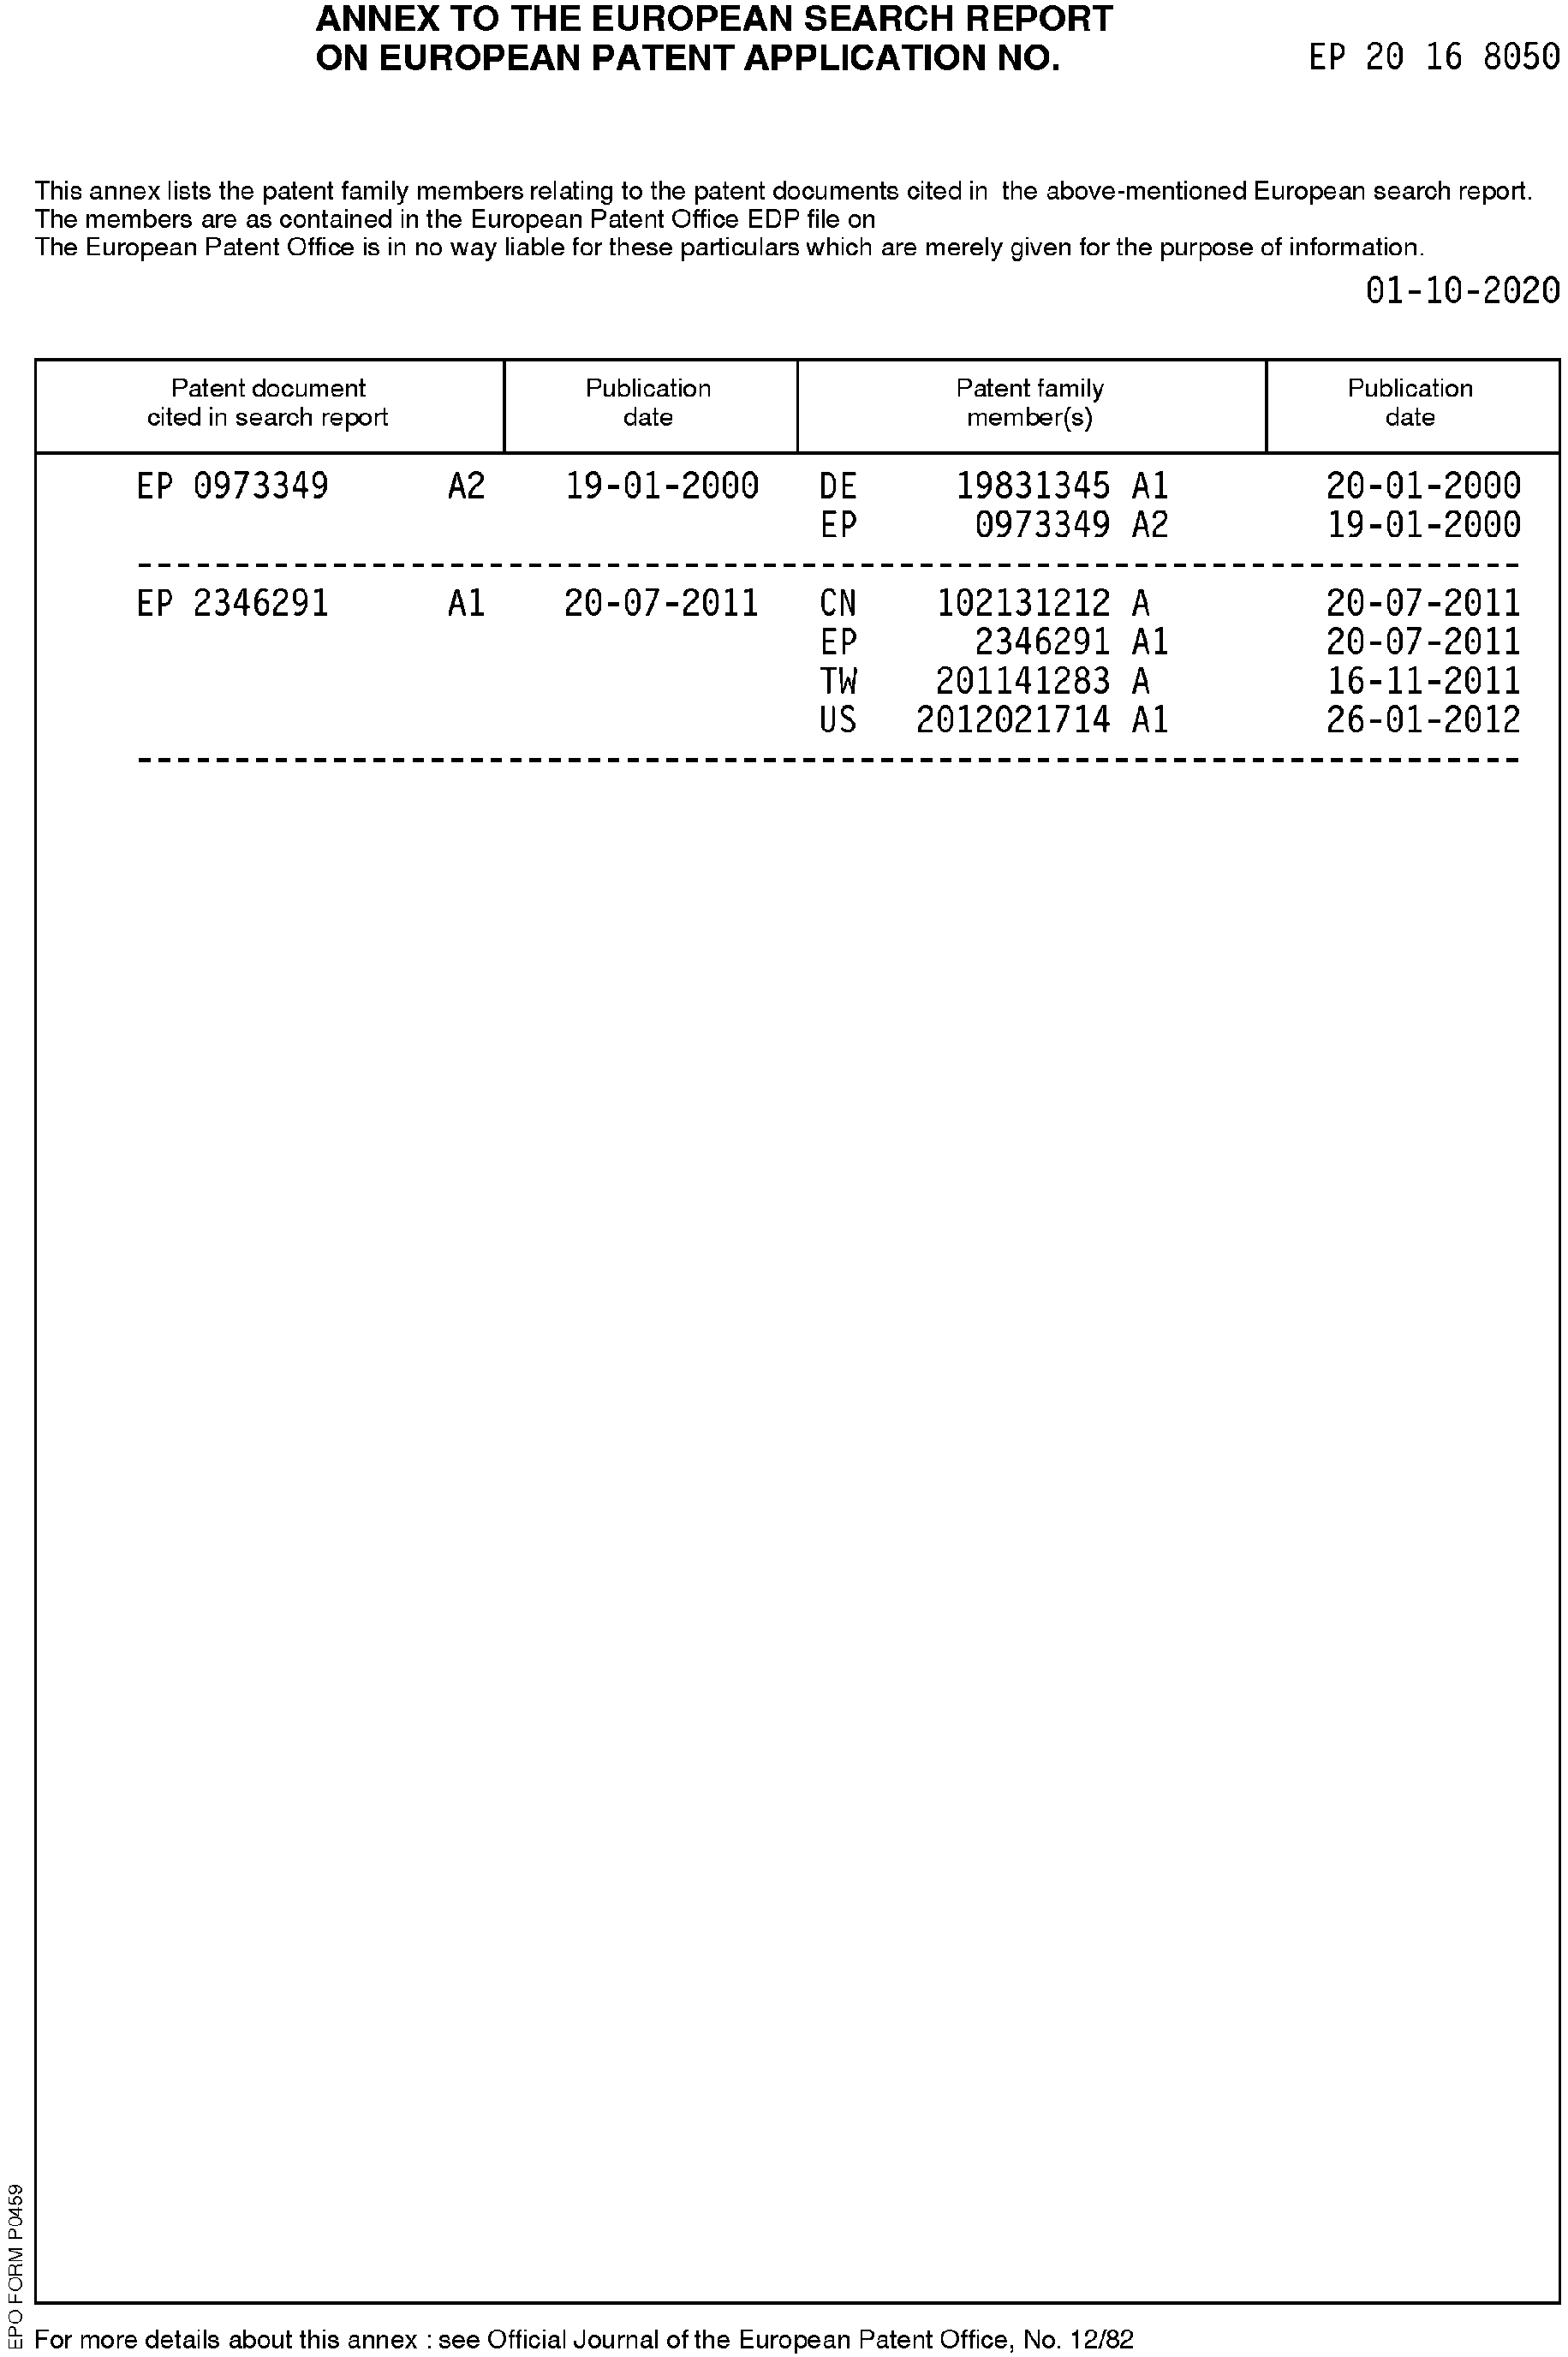 ANNEX TO THE EUROPEAN SEARCH REPORT
ON EUROPEAN PATENT APPLICATION NO. EP 20 16 8050
This annex lists the patent family members relating to the patent documents cited in the above-mentioned European search report.
The members are as contained in the European Patent Office EDP file on
The European Patent Office is in no way liable for these particulars which are merely given for the purpose of information.
01-10-2020
Patent document cited in search report Publication date Patent family member(s) Publication date
EP 0973349 A2 19-01-2000 DE 19831345 A1 20-01-2000
EP 0973349 A2 19-01-2000
EP 2346291 A1 20-07-2011 CN 102131212 A 20-07-2011
EP 2346291 A1 20-07-2011
TW 201141283 A 16-11-2011
US 2012021714 A1 26-01-2012
EPO FORM P0459
For more details about this annex : see Official Journal of the European Patent Office, No. 12/82